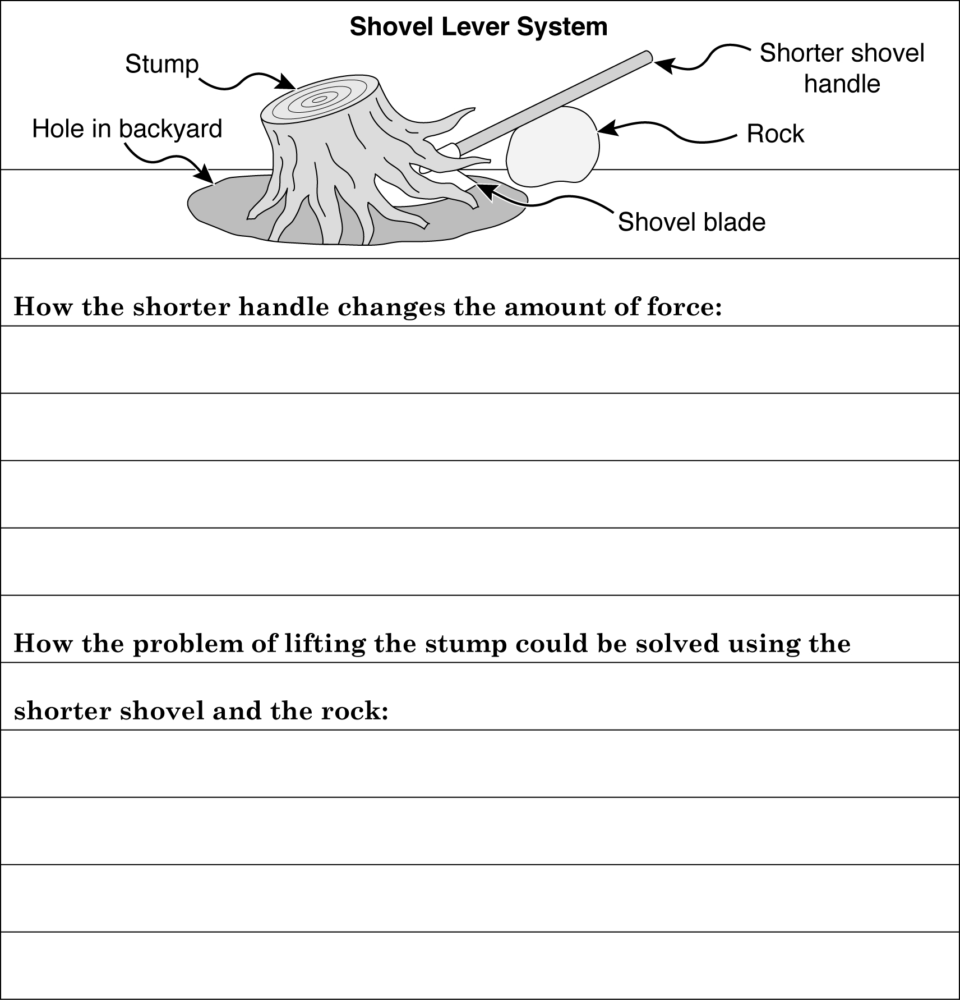 Shovel Lever System
Stump
Shorter shovel
handle
Hole in backyard
Rock
Shovel blade
How the shorter handle changes the amount of force:
How the problem of lifting the stump could be solved using the
shorter shovel and the rock: